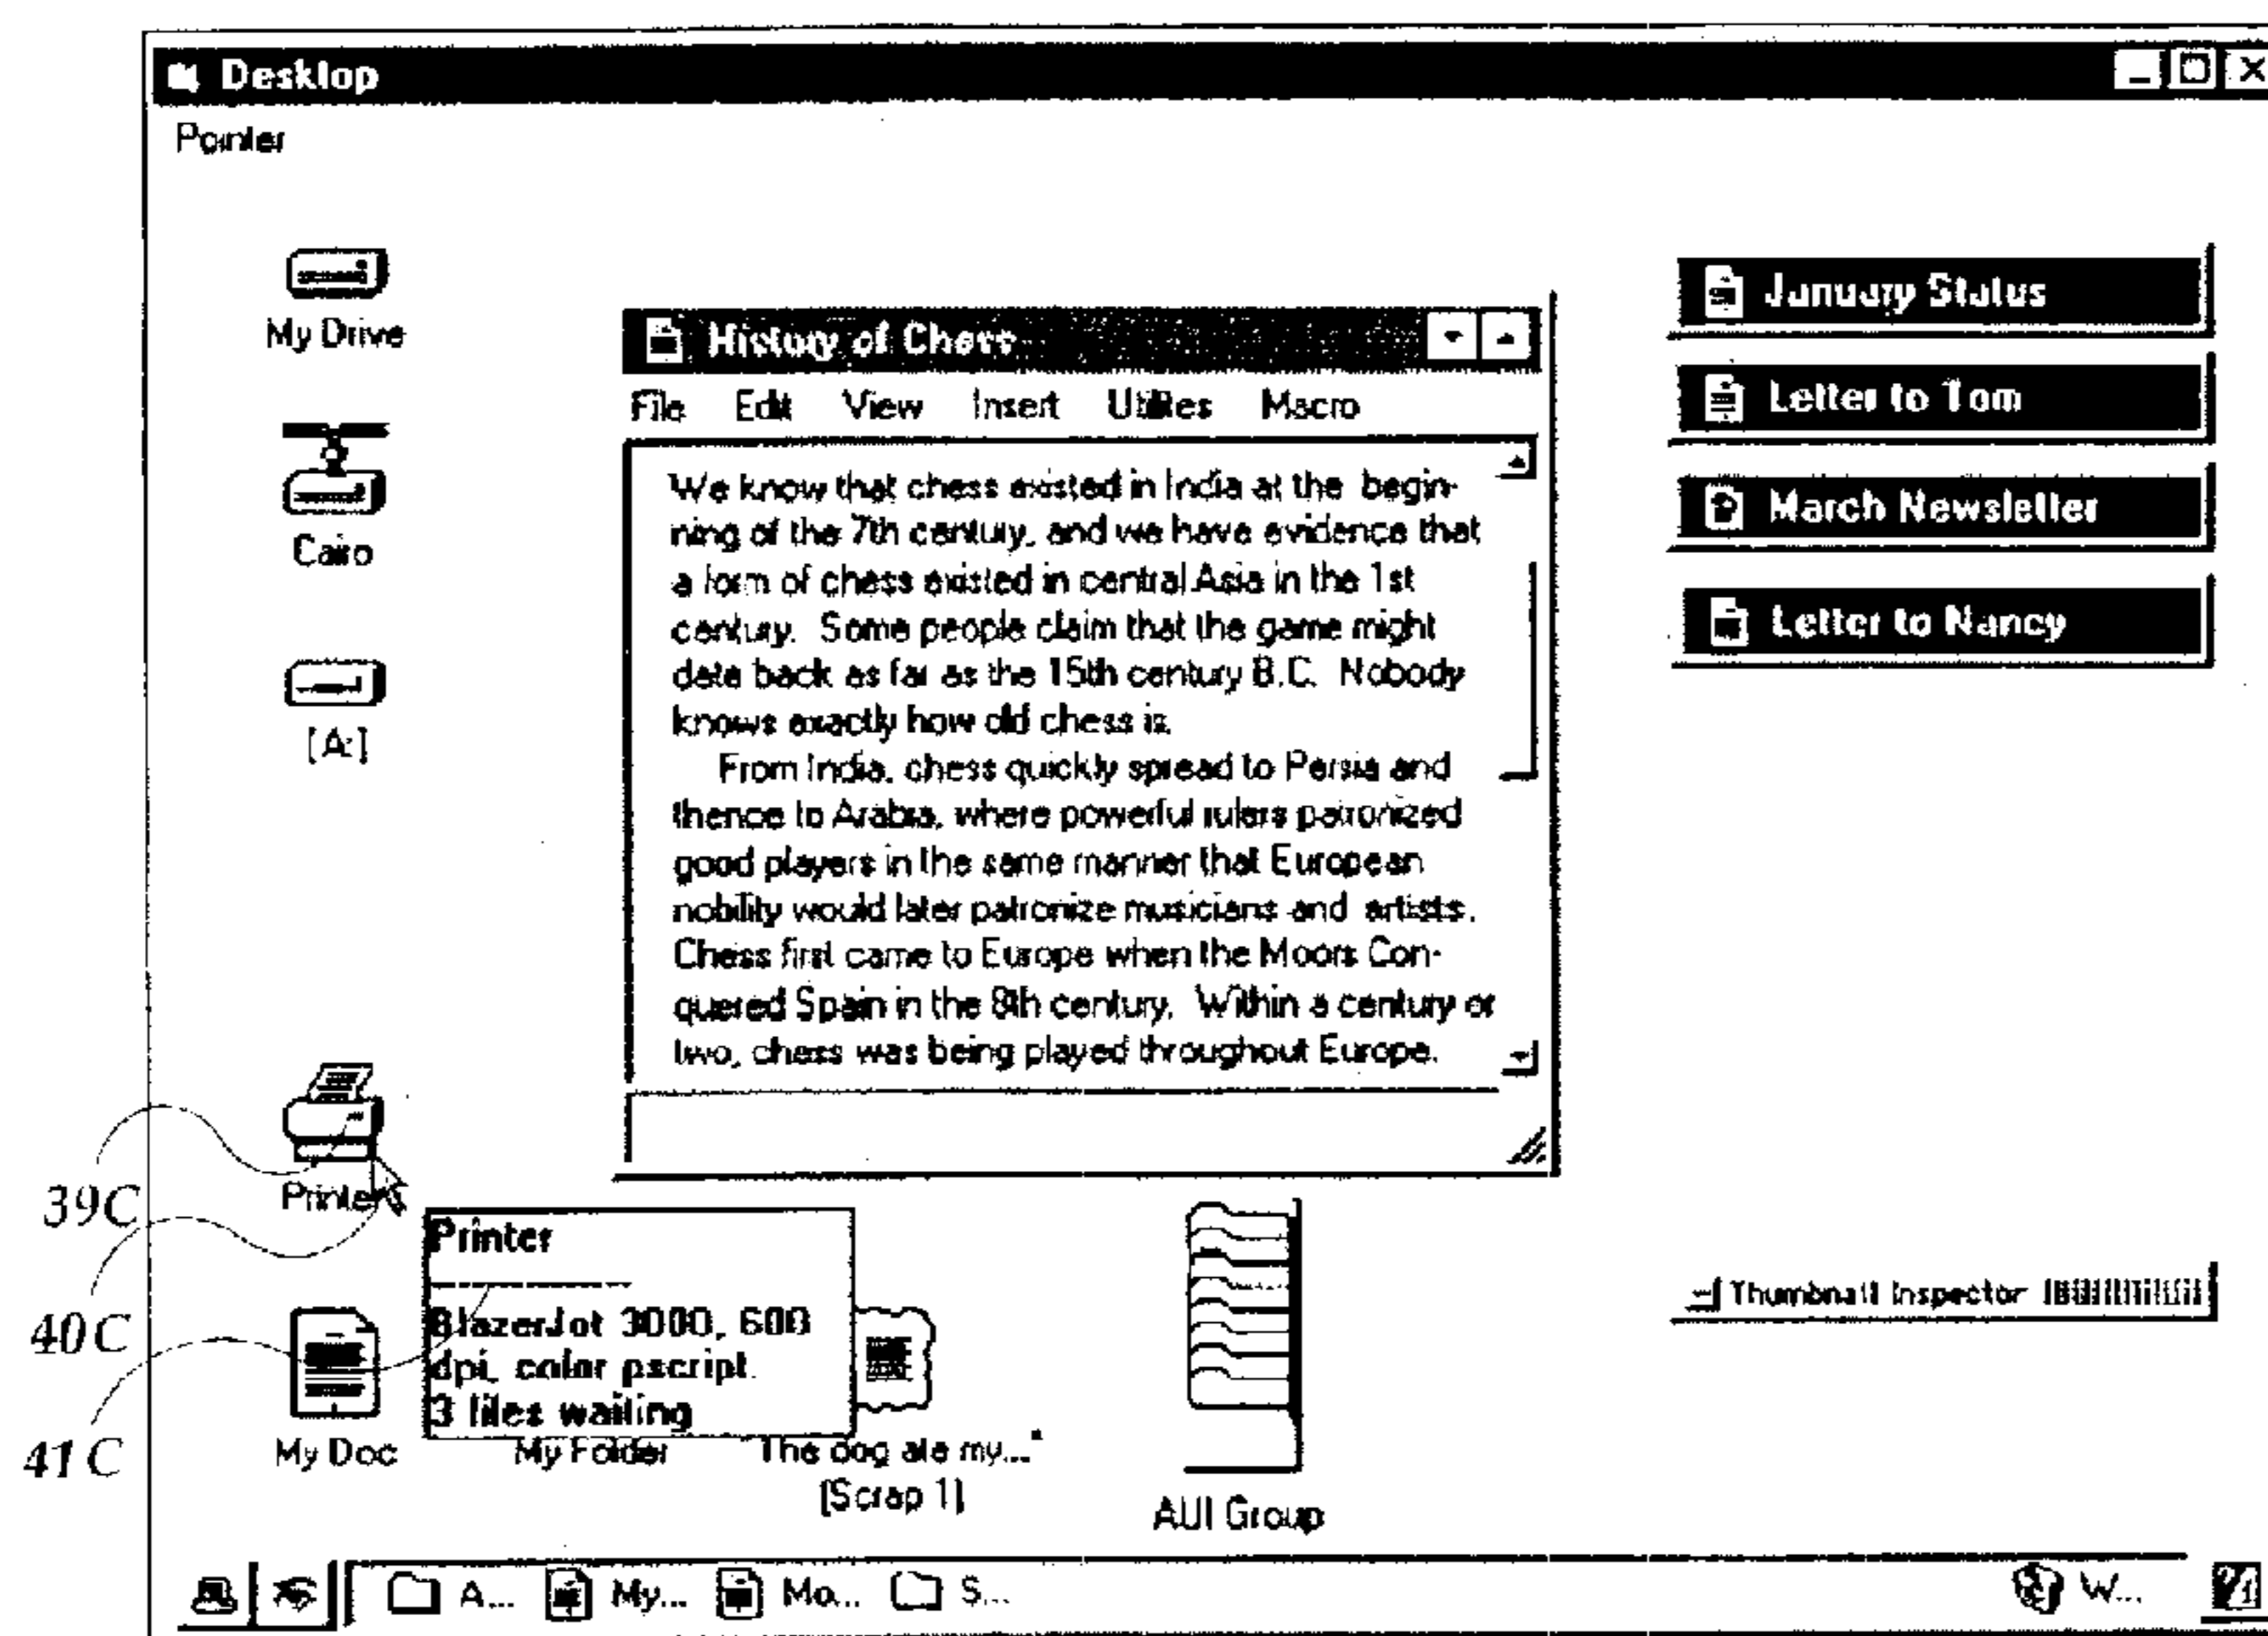 Desktop
Pointer
My Drive
Cairo
[A:]
History of Chess
File Edit View Insert Utilities Macro
We know that chess existed in India at the begin-
ning of the 7th century, and we have evidence that
a form of chess existed in central Asia in the 1st
century. Some people claim that the game might
date back as far as the 15th century B.C. Nobody
knows exactly how old chess is.
From India, chess quickly spread to Persia and
thence to Arabia, where powerful rulers patronized
good players in the same manner that European
nobility would later patronize musicians and artists.
Chess first came to Europe when the Moors Con-
quered Spain in the 8th century. Within a century or
two, chess was being played throughout Europe.
January Status
Letter to Tom
March Newsletter
Letter to Nancy
39C
Printer
40C
Printer
BlazerJet 3000, 600
dpi, color pscript.
3 files waiting
41C
My Doc
My Folder
The dog ate my..."
[Scrap 1]
AUI Group
Thumbnail Inspector
A... My... Mo... S...
W...